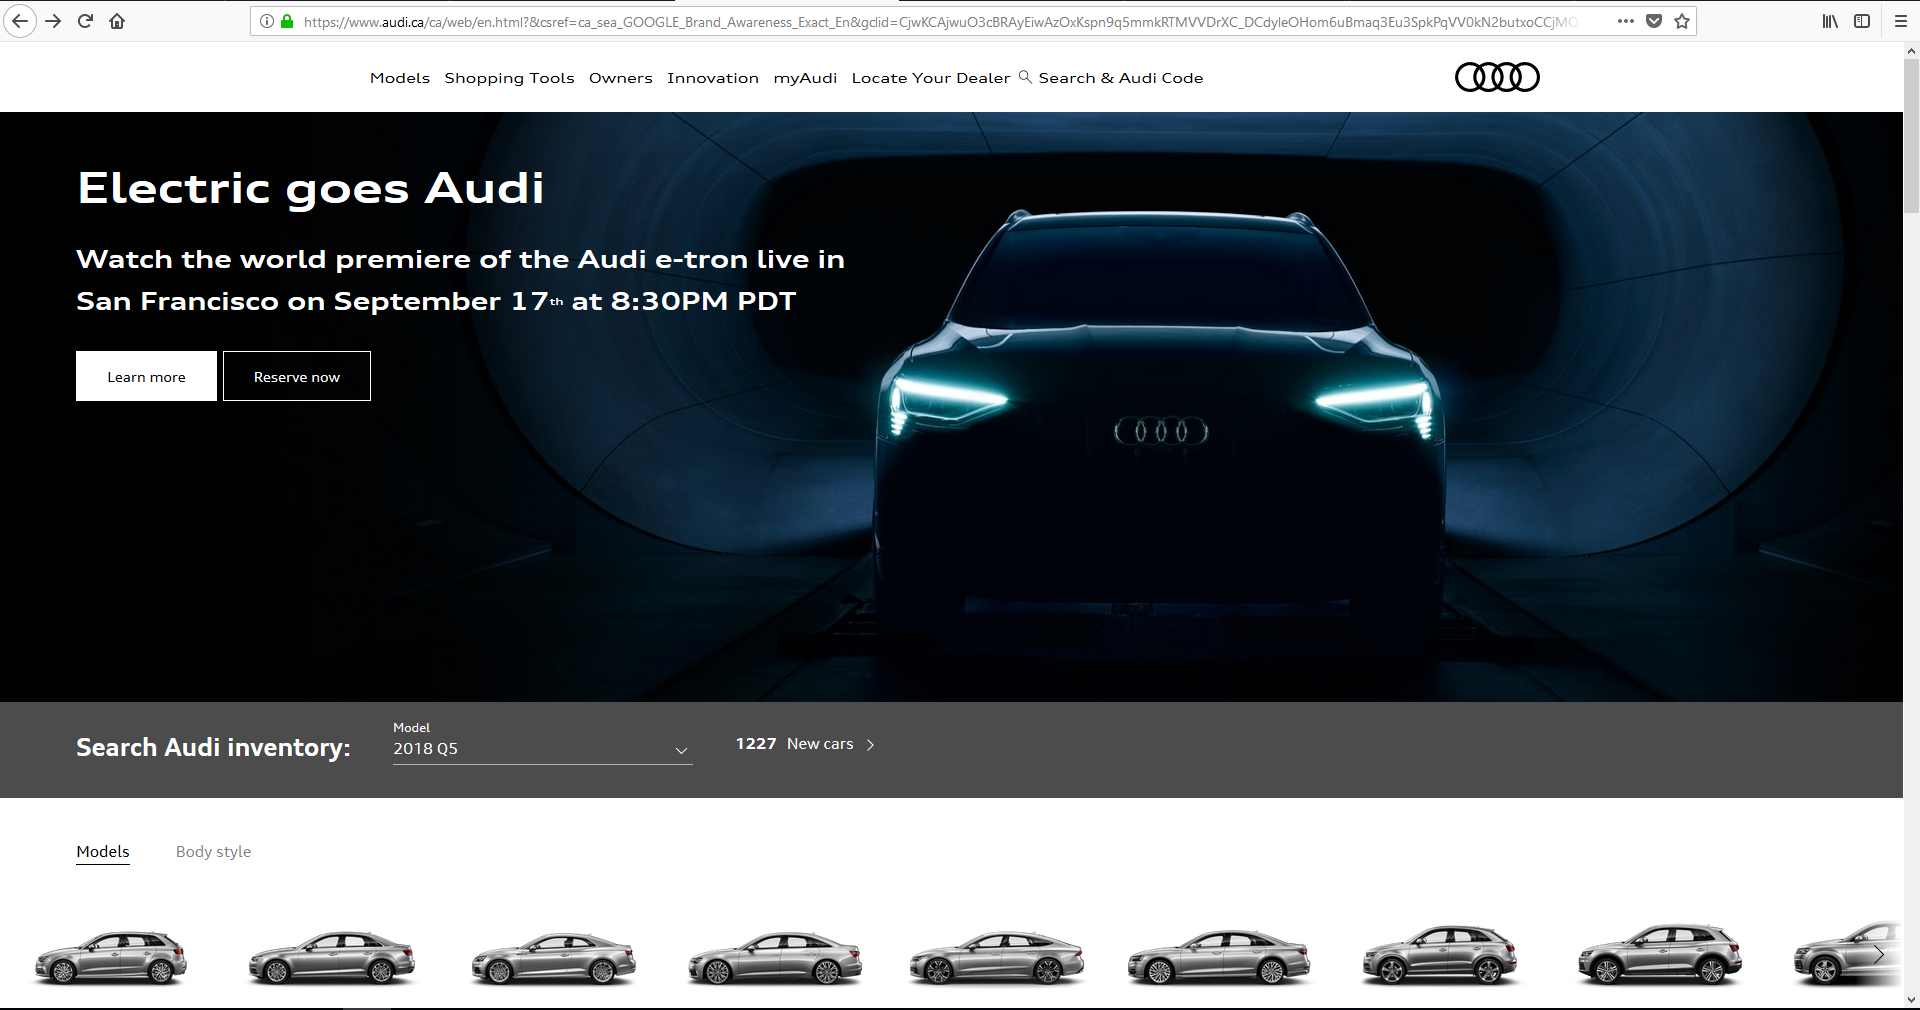 https://www.audi.ca/ca/web/en.html?&csref=ca_sea_GOOGLE_Brand_Awareness_Exact_En&gclid=
Models Shopping Tools Owners Innovation myAudi Locate Your Dealer Search & Audi Code
Electric goes Audi
Watch the world premiere of the Audi e-tron live in
San Francisco on September 17th at 8:30PM PDT
Learn more Reserve now
Model
Search Audi inventory: 2018 Q5 1227 New cars
Models Body style